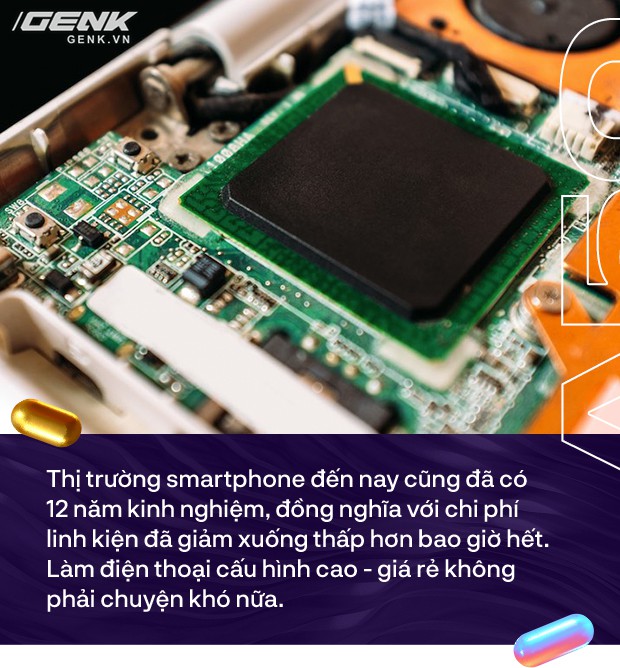 GENK
GENK.VN
SW8
A50
Thị trường smartphone đến nay cũng đã có
12 năm kinh nghiệm, đồng nghĩa với chi phí
linh kiện đã giảm xuống thấp hơn bao giờ hết.
Làm điện thoại cấu hình cao - giá rẻ không
phải chuyện khó nữa.